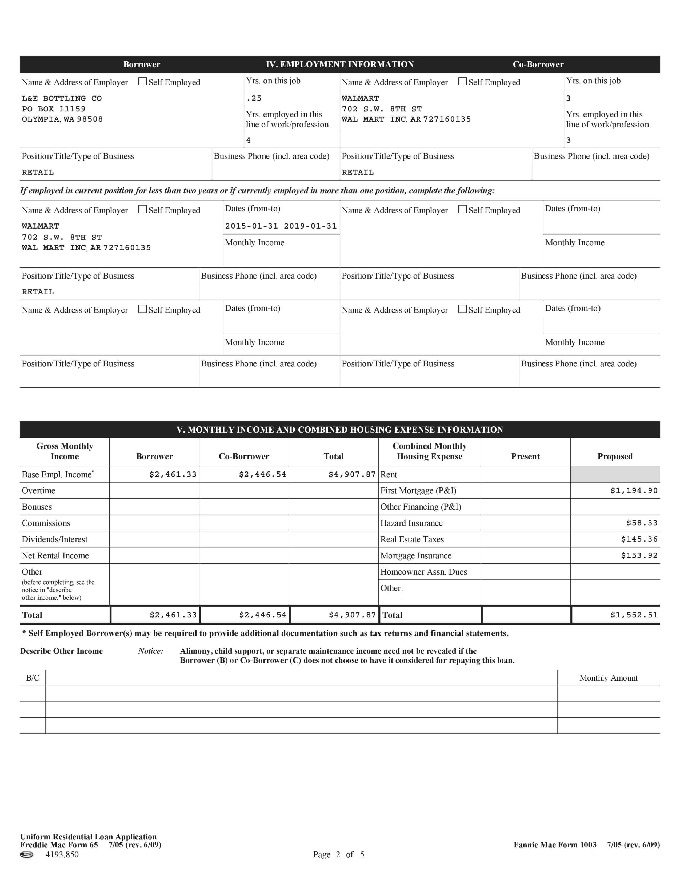 Borrower IV. EMPLOYMENT INFORMATION Co-Borrower
Name & Address of Employer Self Employed Yrs. on this job Name & Address of Employer Self Employed Yrs. on this job
L&E BOTTLING CO .25 WALMART 3
PO BOX 11159 702 S.W. 8TH ST
OLYMPIA, WA 98508 Yrs. employed in this WAL MART INC. AR 727160135 Yrs. employed in this
line of work/profession line of work/profession
4 3
Position/Title/Type of Business Business Phone (incl. area code) Position/Title/Type of Business Business Phone (incl. area code)
RETAIL RETAIL
If employed in current position for less than two years or if currently employed in more than one position, complete the following:
Name & Address of Employer Self Employed Dates (from-to) Name & Address of Employer Self Employed Dates (from-to)
WALMART 2015-01-31 2019-01-31
702 S.W. 8TH ST
WAL MART INC AR 727160135 Monthly Income Monthly Income
Position/Title/Type of Business Business Phone (incl. area code) Position/Title/Type of Business Business Phone (incl. area code)
RETAIL
Name & Address of Employer Self Employed Dates (from-to) Name & Address of Employer Self Employed Dates (from-to)
Monthly Income Monthly Income
Position/Title/Type of Business Business Phone (incl. area code) Position/Title/Type of Business Business Phone (incl. area code)
V. MONTHLY INCOME AND COMBINED HOUSING EXPENSE INFORMATION
Gross Monthly Combined Monthly
Income Borrower Co-Borrower Total Housing Expense Present Proposed
Base Empl. Income* $2,461.33 $2,446.54 $4,907.87 Rent
Overtime First Mortgage (P&I) $1,194.90
Bonuses Other Financing (P&I)
Commissions Hazard Insurance $58.33
Dividends/Interest Real Estate Taxes $145.36
Net Rental Income Mortgage Insurance $153.92
Other Homeowner Assn. Dues
(before completing, see the
notice in "describe Other:
other income," below)
Total $2,461.33 $2,446.54 $4,907.87 Total $1,552.51
* Self Employed Borrower(s) may be required to provide additional documentation such as tax returns and financial statements.
Describe Other Income Notice: Alimony, child support, or separate maintenance income need not be revealed if the
Borrower (B) or Co-Borrower (C) does not choose to have it considered for repaying this loan.
B/C Monthly Amount
Uniform Residential Loan Application
Freddie Mac Form 65 7/05 (rev. 6/09) Fannie Mae Form 1003 7/05 (rev. 6/09)
4193,850 Page 2 of 5